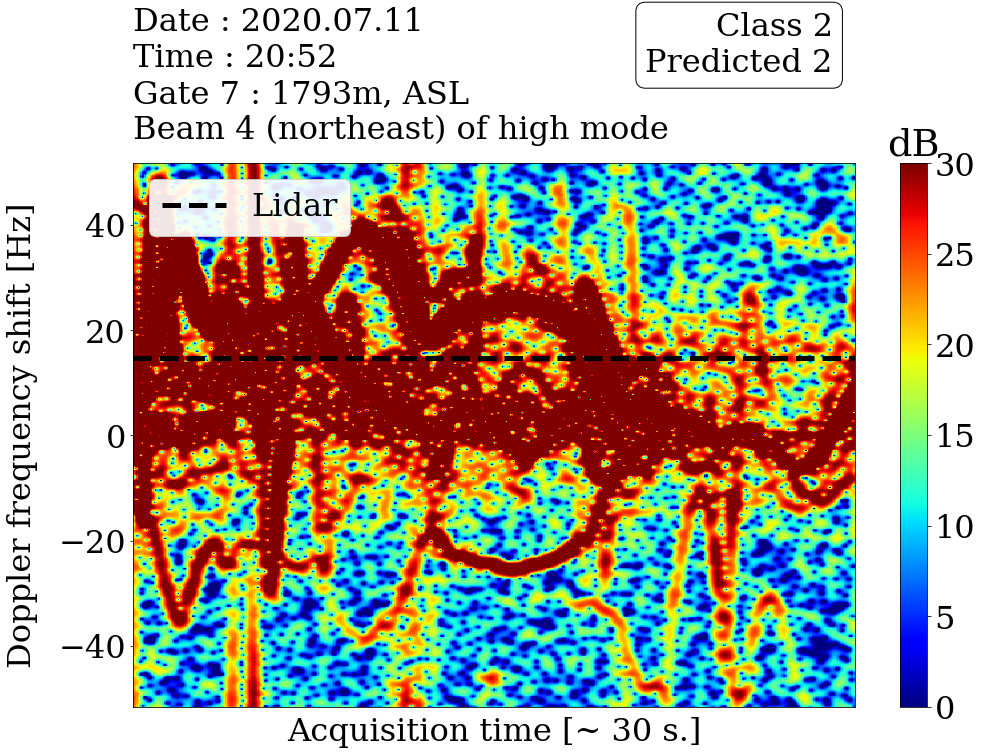 Date : 2020.07.11
Time : 20:52
Gate 7 : 1793m, ASL
Beam 4 (northeast) of high mode
Class 2
Predicted 2
dB
Lidar
Doppler frequency shift [Hz]
40
20
0
−20
−40
30
25
20
15
10
5
0
Acquisition time [~ 30 s.]